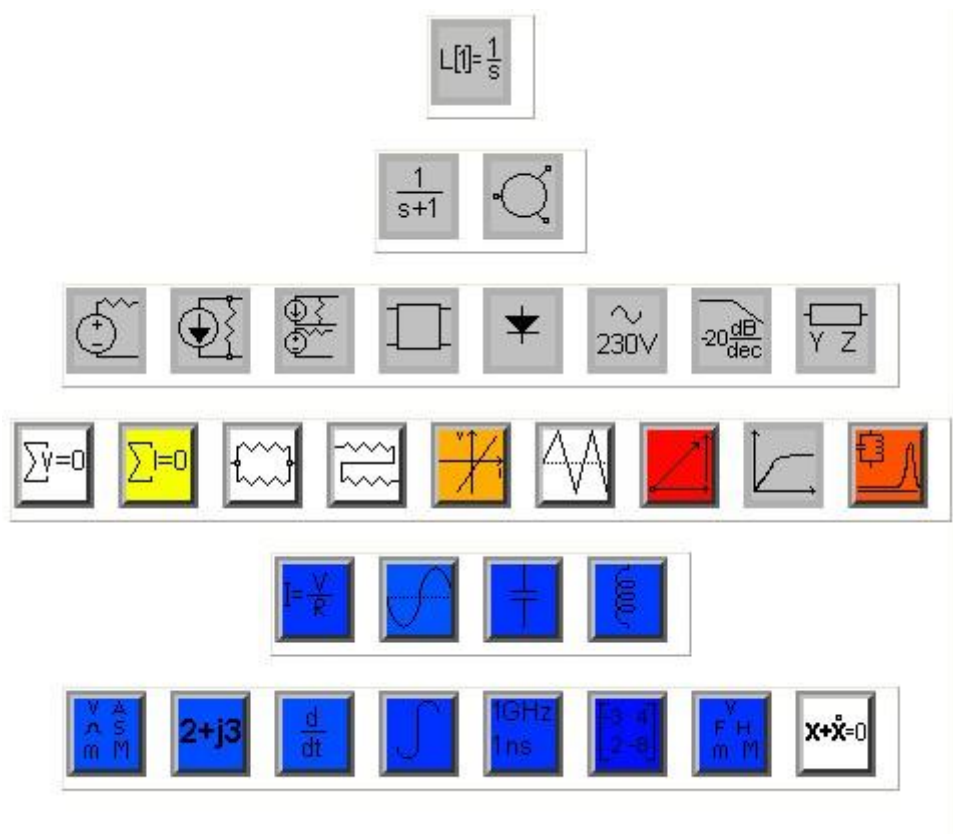 L[1]=1/s
1/(s+1)
230V
-20 dB/dec
Y Z
∑V=0
∑I=0
V
I
I=V/R
V A
Ω S
m M
2+j3
d/dt
∫
1GHz
1ns
-3 4
2 -8
V
F H
m M
x+ẋ=0